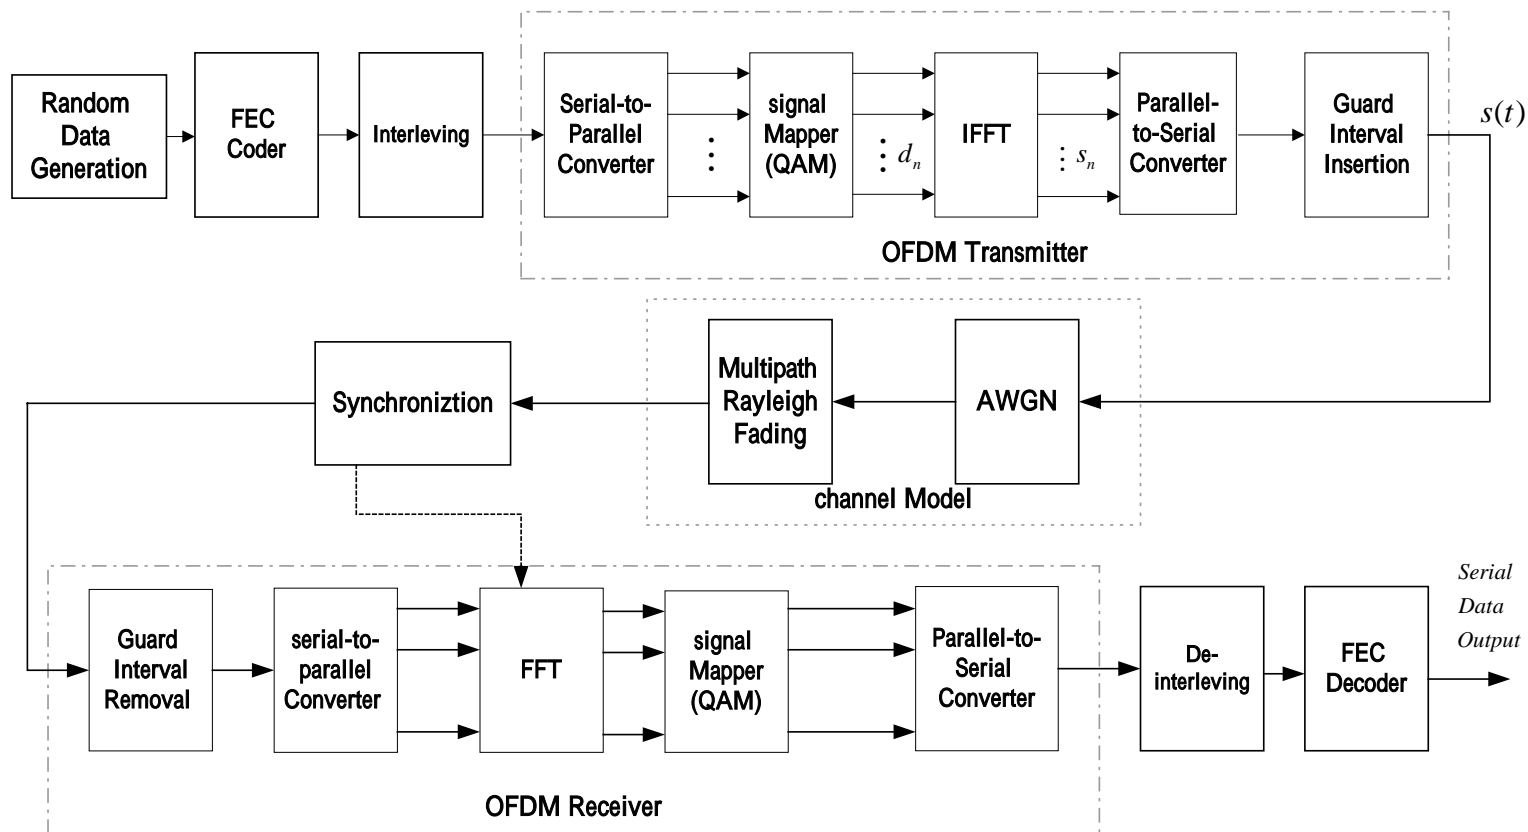 Random
Data
Generation
FEC
Coder
Interleving
Serial-to-
Parallel
Converter
signal
Mapper
(QAM)
d_n
IFFT
s_n
Parallel-
to-Serial
Converter
Guard
Interval
Insertion
s(t)
OFDM Transmitter
Synchroniztion
Multipath
Rayleigh
Fading
AWGN
channel Model
Guard
Interval
Removal
serial-to-
parallel
Converter
FFT
signal
Mapper
(QAM)
Parallel-to-
Serial
Converter
De-
interleving
FEC
Decoder
Serial
Data
Output
OFDM Receiver